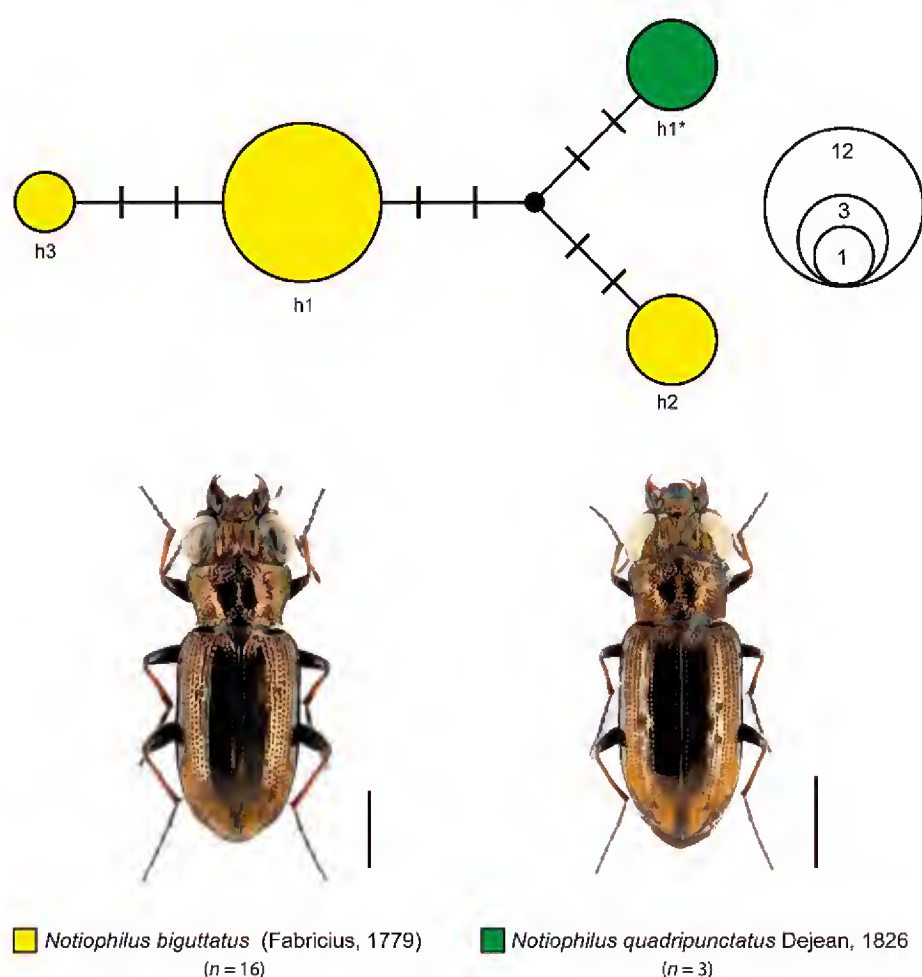 h1*
12
3
1
h3
h1
h2
Notiophilus biguttatus (Fabricius, 1779)
(n = 16)
Notiophilus quadripunctatus Dejean, 1826
(n = 3)